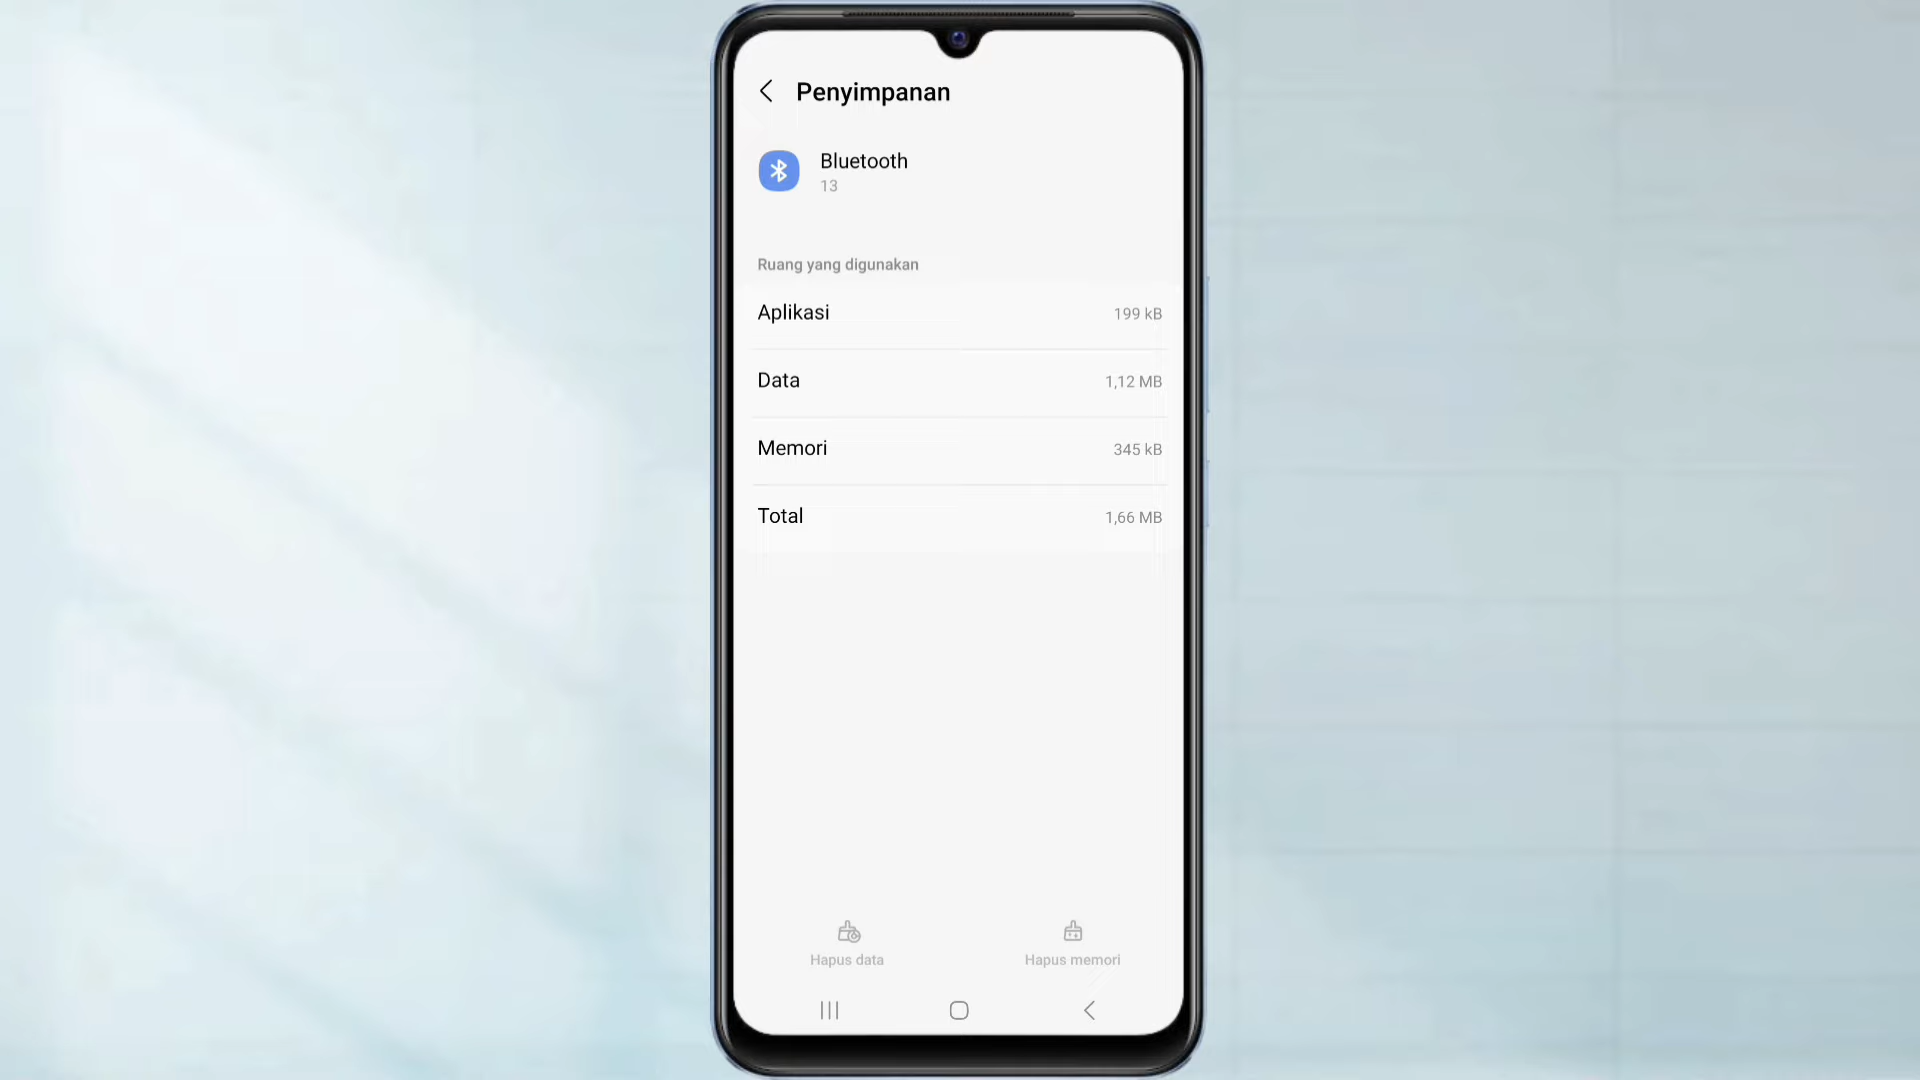 Penyimpanan
Bluetooth
13
Ruang yang digunakan
Aplikasi 199 kB
Data 1,12 MB
Memori 345 kB
Total 1,66 MB
Hapus data Hapus memori